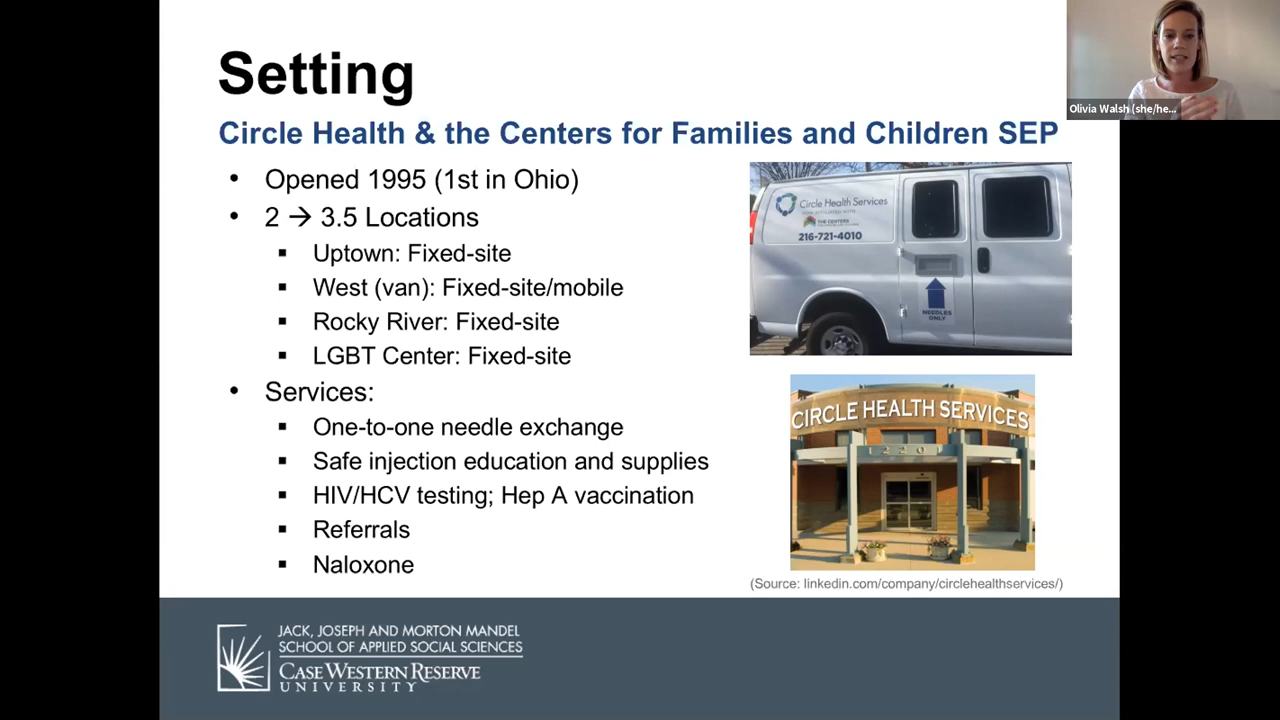 Setting
Olivia Walsh (she/he...
Circle Health & the Centers for Families and Children SEP
• Opened 1995 (1st in Ohio)
• 2 → 3.5 Locations
▪ Uptown: Fixed-site
▪ West (van): Fixed-site/mobile
▪ Rocky River: Fixed-site
▪ LGBT Center: Fixed-site
• Services:
▪ One-to-one needle exchange
▪ Safe injection education and supplies
▪ HIV/HCV testing; Hep A vaccination
▪ Referrals
▪ Naloxone
Circle Health Services
THE CENTERS
216-721-4010
NEEDLES
ONLY
CIRCLE HEALTH SERVICES
(Source: linkedin.com/company/circlehealthservices/)
JACK, JOSEPH AND MORTON MANDEL
SCHOOL OF APPLIED SOCIAL SCIENCES
CASE WESTERN RESERVE
UNIVERSITY